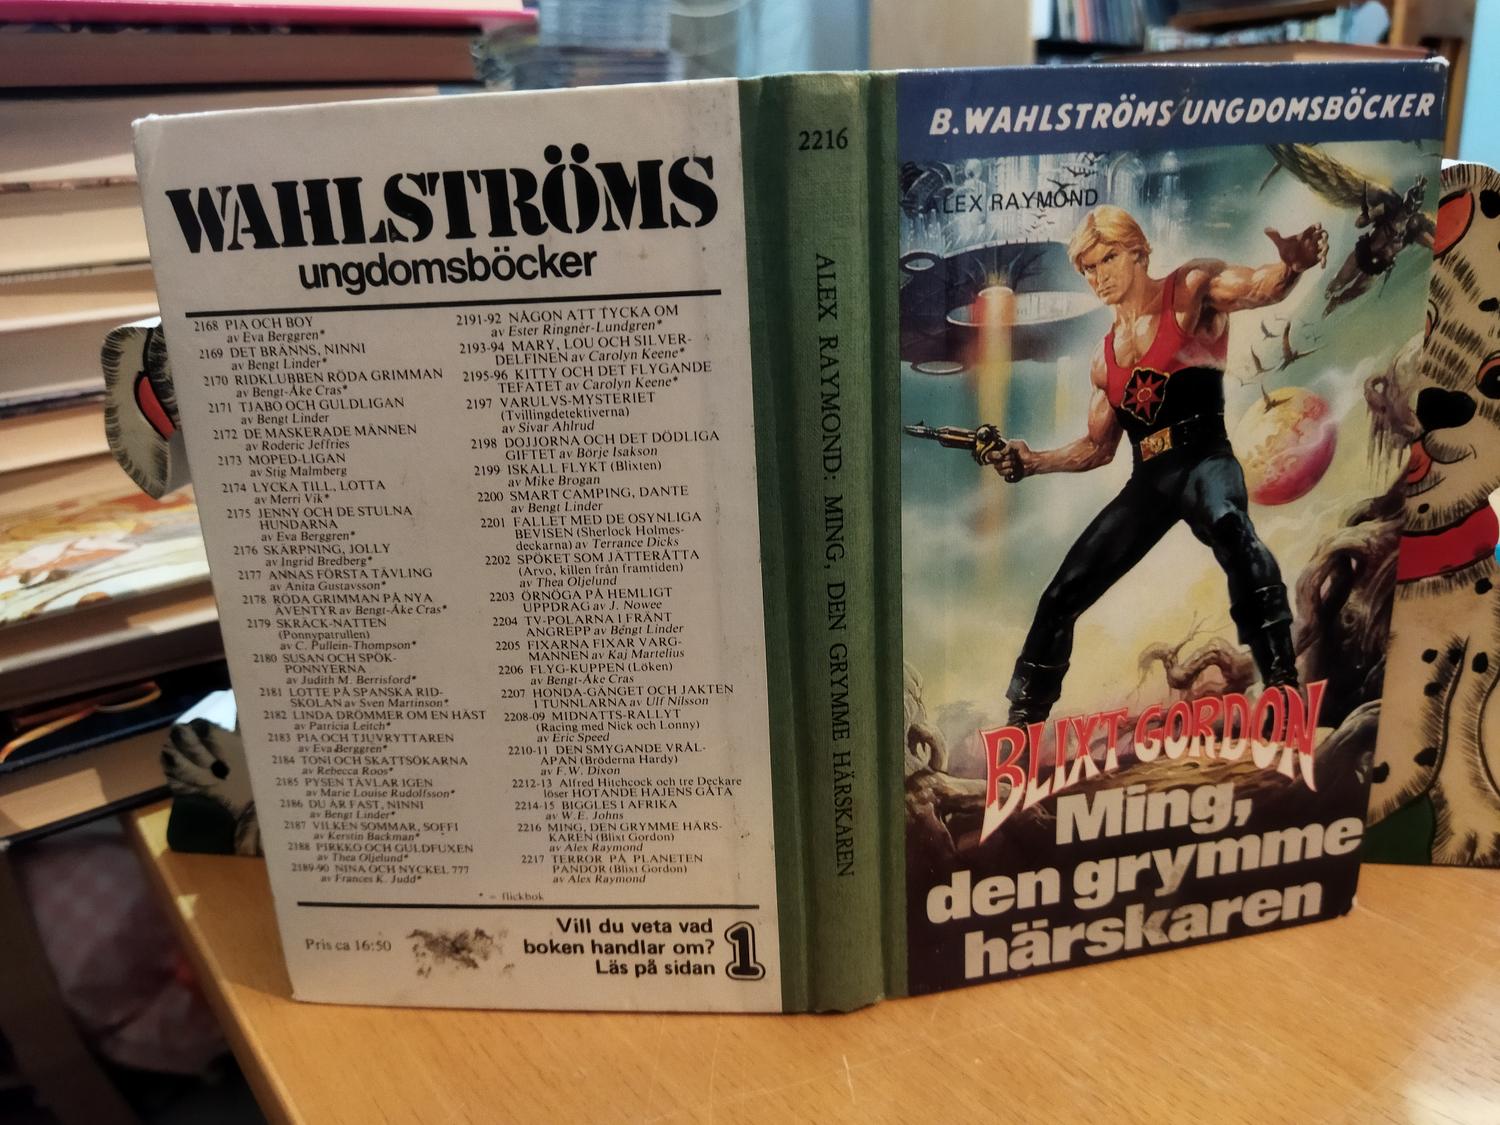 WAHLSTRÖMS
ungdomsböcker
2168 PIA OCH BOY
av Eva Berggren*
2169 DET BRÄNNS, NINNI
av Bengt Linder*
2170 RIDKLUBBEN RÖDA GRIMMAN
av Bengt-Åke Cras*
2171 TJABO OCH GULDLIGAN
av Bengt Linder
2172 DE MASKERADE MÄNNEN
av Roderic Jeffries
2173 MOPED-LIGAN
av Stig Malmberg
2174 LYCKA TILL, LOTTA
av Merri Vik*
2175 JENNY OCH DE STULNA
HUNDARNA
av Eva Berggren*
2176 SKÄRPNING, JOLLY
av Ingrid Bredberg*
2177 ANNAS FÖRSTA TÄVLING
av Anita Gustavsson*
2178 RÖDA GRIMMAN PÅ NYA
ÄVENTYR av Bengt-Åke Cras*
2179 SKRÄCK-NATTEN
(Ponnypatrullen)
av C. Pullein-Thompson*
2180 SUSAN OCH SPÖK-
PONNYERNA
av Judith M. Berrisford*
2181 LOTTE PÅ SPANSKA RID-
SKOLAN av Sven Martinson*
2182 LINDA DRÖMMER OM EN HÄST
av Patricia Leitch*
2183 PIA OCH TJUVRYTTAREN
av Eva Berggren*
2184 TONI OCH SKATTSÖKARNA
av Rebecca Roos*
2185 PYSEN TÄVLAR IGEN
av Marie Louise Rudolfsson*
2186 DU ÄR FAST, NINNI
av Bengt Linder*
2187 VILKEN SOMMAR, SOFFI
av Kerstin Backman*
2188 PIRKKO OCH GULDFUXEN
av Thea Oljelund*
2189-90 NINA OCH NYCKEL 777
av Frances K. Judd*
2191-92 NÅGON ATT TYCKA OM
av Ester Ringnér-Lundgren*
2193-94 MARY, LOU OCH SILVER-
DELFINEN av Carolyn Keene*
2195-96 KITTY OCH DET FLYGANDE
TEFATET av Carolyn Keene*
2197 VARULVS-MYSTERIET
(Tvillingdetektiverna)
av Sivar Ahlrud
2198 DOJJORNA OCH DET DÖDLIGA
GIFTET av Börje Isakson
2199 ISKALL FLYKT (Blixten)
av Mike Brogan
2200 SMART CAMPING, DANTE
av Bengt Linder
2201 FALLET MED DE OSYNLIGA
BEVISEN (Sherlock Holmes-
deckarna) av Terrance Dicks
2202 SPÖKET SOM JÄTTERÅTTA
(Arvo, killen från framtiden)
av Thea Oljelund
2203 ÖRNÖGA PÅ HEMLIGT
UPPDRAG av J. Nowee
2204 TV-POLARNA I FRÄNT
ANGREPP av Bengt Linder
2205 FIXARNA FIXAR VARG-
MANNEN av Kaj Martelius
2206 FLYG-KUPPEN (Löken)
av Bengt-Åke Cras
2207 HONDA-GÄNGET OCH JAKTEN
I TUNNLARNA av Ulf Nilsson
2208-09 MIDNATTS-RALLYT
(Racing med Nick och Lonny)
av Eric Speed
2210-11 DEN SMYGANDE VRÅL-
APAN (Bröderna Hardy)
av F.W. Dixon
2212-13 Alfred Hitchcock och tre Deckare
löser HOTANDE HAJENS GÅTA
2214-15 BIGGLES I AFRIKA
av W.E. Johns
2216 MING, DEN GRYMME HÄRS-
KAREN (Blixt Gordon)
av Alex Raymond
2217 TERROR PÅ PLANETEN
PANDOR (Blixt Gordon)
av Alex Raymond
* = flickbok
Pris ca 16:50
Vill du veta vad
boken handlar om?
Läs på sidan 1
2216
ALEX RAYMOND: MING, DEN GRYMME HÄRSKAREN
B.WAHLSTRÖMS UNGDOMSBÖCKER
ALEX RAYMOND
BLIXT GORDON
Ming,
den grymme
härskaren